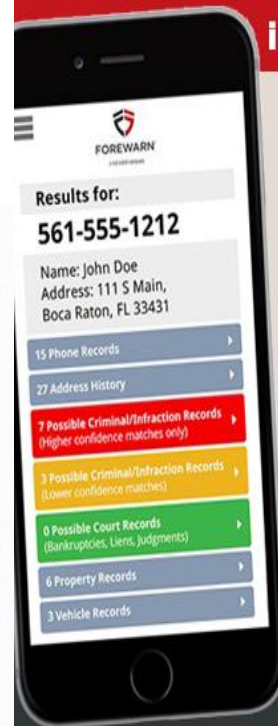 i
FOREWARN
Results for:
561-555-1212
Name: John Doe
Address: 111 S Main,
Boca Raton, FL 33431
15 Phone Records
27 Address History
7 Possible Criminal/Infraction Records
(Higher confidence matches only)
3 Possible Criminal/Infraction Records
(Lower confidence matches)
0 Possible Court Records
(Bankruptcies, Liens, Judgments)
6 Property Records
3 Vehicle Records